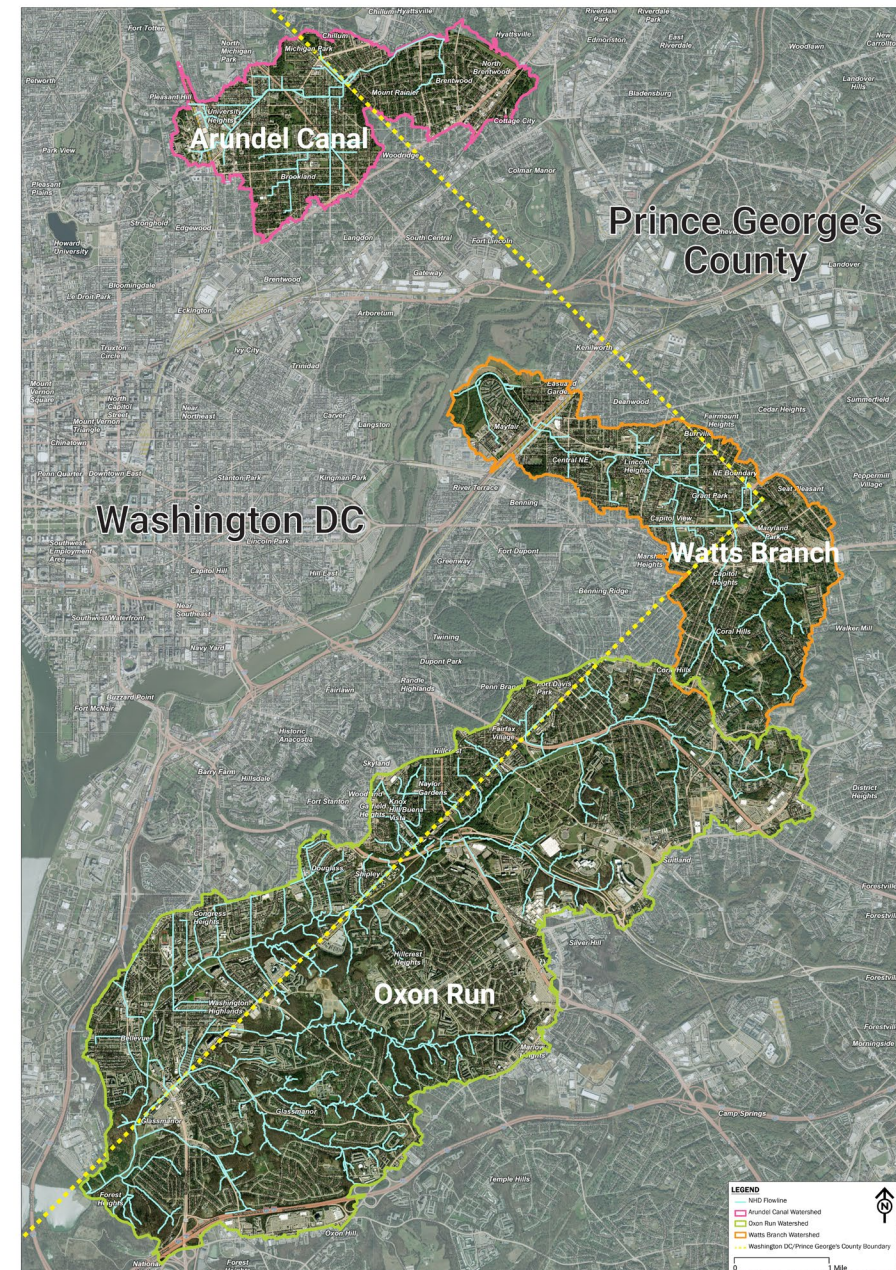 Chillum
Hyattsville
Riverdale
Park
Riverdale
Park
Fort Totten
Chillum
Hyattsville
Edmonston
East
Riverdale
Woodlawn
New
Carrollto
North
Michigan
Park
Michigan Park
North
Brentwood
Petworth
Brentwood
Landover
Hills
Pleasant Hill
Mount Rainier
Bladensburg
University
Heights
Cottage City
Arundel Canal
Park View
Woodridge
Colmar Manor
Pleasant
Plains
Brookland
Stronghold
Edgewood
Prince George's
County
Howard
University
Langdon
South Central
Fort Lincoln
Landover
Bloomingdale
Brentwood
Gateway
Le Droit Park
Eckington
Arboretum
Truxton
Circle
Ivy City
Kenilworth
Trinidad
Mount
Vernon
Square
North
Capitol
Street
Near
Northeast
Carver
Eastland
Gardens
Deanwood
Summerfield
Cedar Heights
Mount Vernon
Triangle
Langston
Mayfair
Fairmount
Heights
Burrville
Chinatown
Central NE
Lincoln
Heights
Penn Quarter
Downtown East
Stanton Park
Kingman Park
NE Boundary
Peppermill
Village
River Terrace
Seat Pleasant
Benning
Grant Park
Washington DC
Capitol View
Maryland
Park
Lincoln Park
Southwest
Employment
Area
Watts Branch
Fort Dupont
Marshall
Heights
Greenway
Capitol Hill
Hill East
Capitol
Heights
Benning Ridge
Near
Southeast
Southwest Waterfront
Coral Hills
Walker Mill
Twining
Navy Yard
Dupont Park
Coral Hills
Randle
Highlands
Penn Branch
Fort Davis
Park
Buzzard Point
Fairlawn
Fort McNair
Fairfax
Village
Historic
Anacostia
Hillcrest
Skyland
Barry Farm
Hillsdale
Naylor
Gardens
District
Heights
Woodland
Fort Stanton
Garfield
Heights
Knox
Hill/Buena
Vista
Suitland
Douglass
Shipley
Forestville
Congress
Heights
Silver Hill
Hillcrest
Heights
Oxon Run
Washington
Highlands
Bellevue
Marlow
Heights
Morningside
Glassmanor
Glassmanor
Camp Springs
Temple Hills
Forest
Heights
Oxon Hill
National
Forest
LEGEND
NHD Flowline
Arundel Canal Watershed
Oxon Run Watershed
Watts Branch Watershed
Washington DC/Prince George's County Boundary
N
0 1 Mile